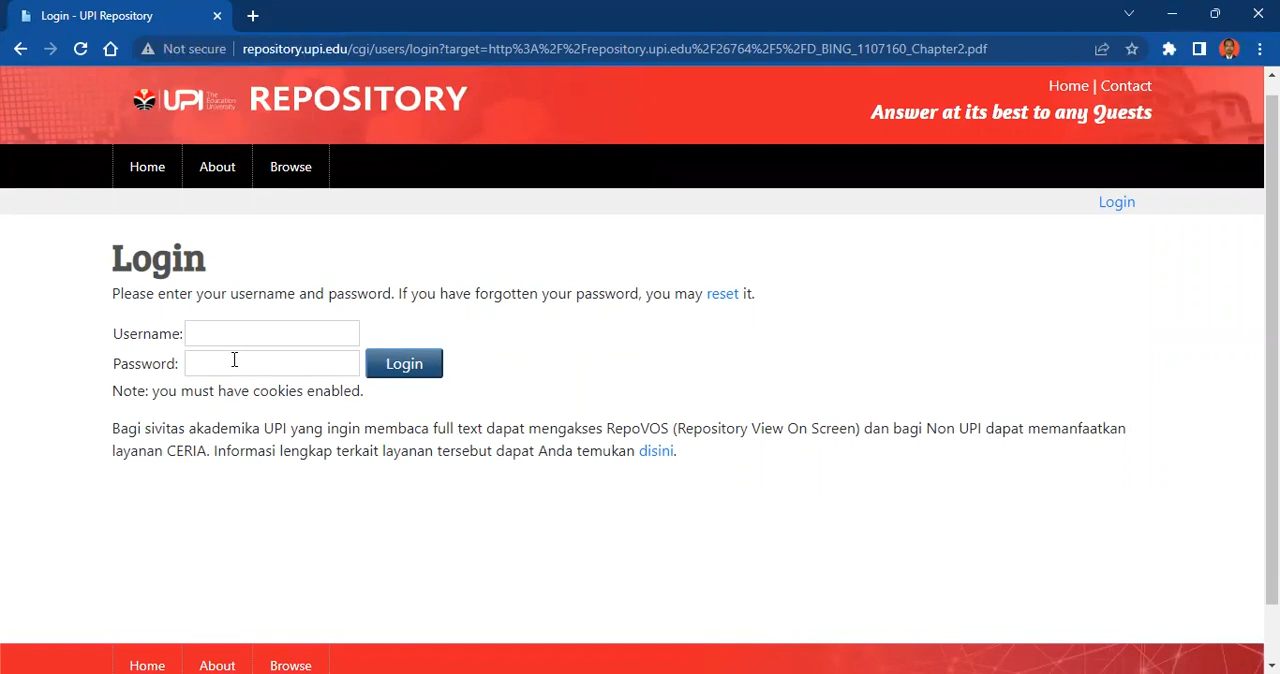 Login - UPI Repository
Not secure
repository.upi.edu/cgi/users/login?target=http%3A%2F%2Frepository.upi.edu%2F26764%2F5%2FD_BING_1107160_Chapter2.pdf
UPI The Education University REPOSITORY
Home | Contact
Answer at its best to any Quests
Home About Browse
Login
Login
Please enter your username and password. If you have forgotten your password, you may reset it.
Username:
Password: Login
Note: you must have cookies enabled.
Bagi sivitas akademika UPI yang ingin membaca full text dapat mengakses RepoVOS (Repository View On Screen) dan bagi Non UPI dapat memanfaatkan
layanan CERIA. Informasi lengkap terkait layanan tersebut dapat Anda temukan disini.
Home About Browse